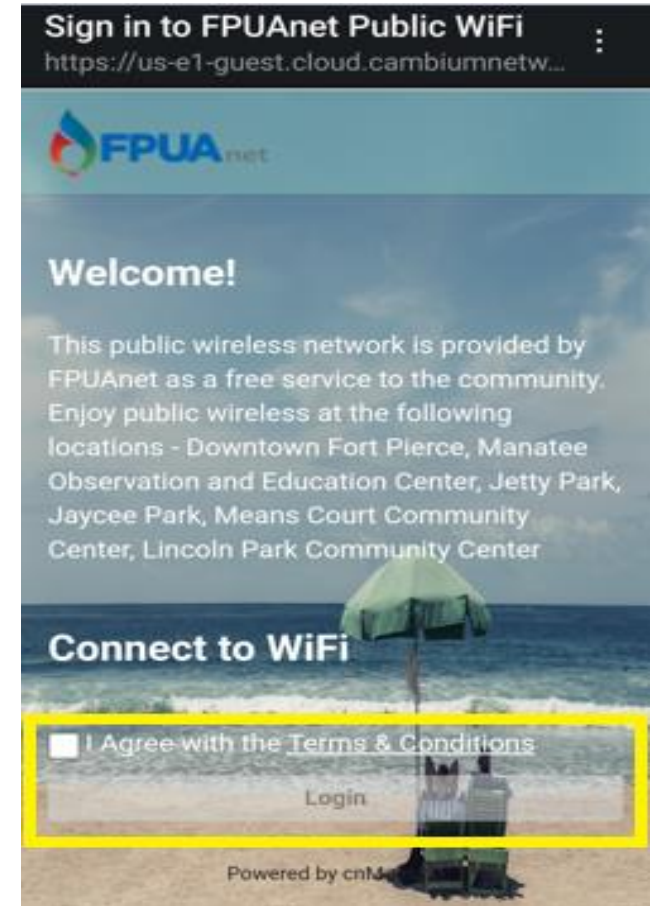 Sign in to FPUAnet Public WiFi
https://us-e1-guest.cloud.cambiumnetw...
FPUAnet
Welcome!
This public wireless network is provided by
FPUAnet as a free service to the community.
Enjoy public wireless at the following
locations - Downtown Fort Pierce, Manatee
Observation and Education Center, Jetty Park,
Jaycee Park, Means Court Community
Center, Lincoln Park Community Center
Connect to WiFi
I Agree with the Terms & Conditions
Login
Powered by